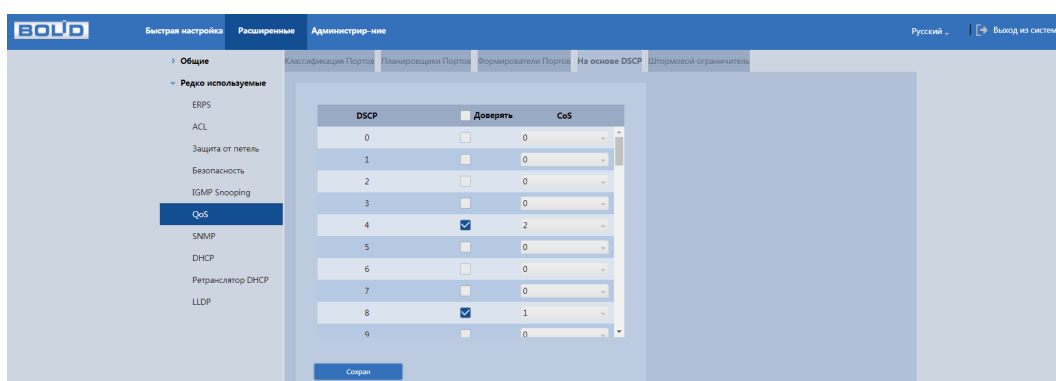 BOLID Быстрая настройка Расширенные Администрир-ние Русский Выход из систем
Общие
Редко используемые
ERPS
ACL
Защита от петель
Безопасность
IGMP Snooping
QoS
SNMP
DHCP
Ретранслятор DHCP
LLDP
Классификация Портов Планировщики Портов Формирователи Портов На основе DSCP Штормовой ограничитель
DSCP Доверять CoS
0 0
1 0
2 0
3 0
4 2
5 0
6 0
7 0
8 1
9 0
Сохран